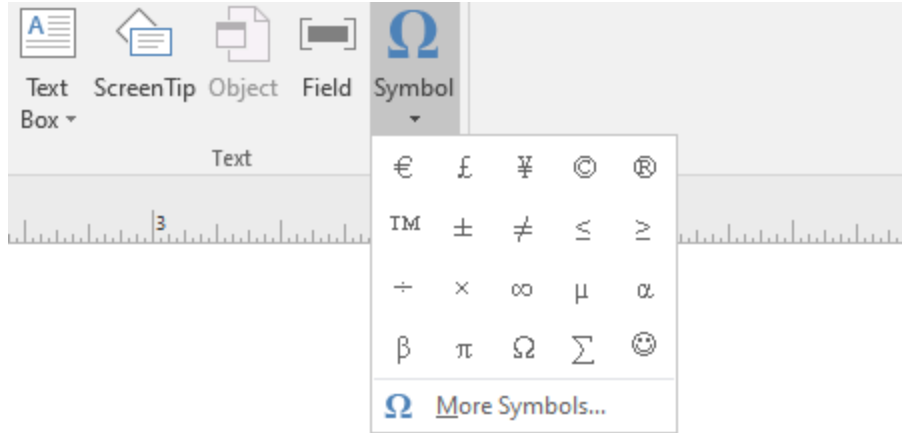 A
Ω
Text Box ScreenTip Object Field Symbol
Text
3
€ £ ¥ © ®
™ ± ≠ ≤ ≥
÷ × ∞ µ α
β π Ω ∑ ☺
Ω More Symbols...